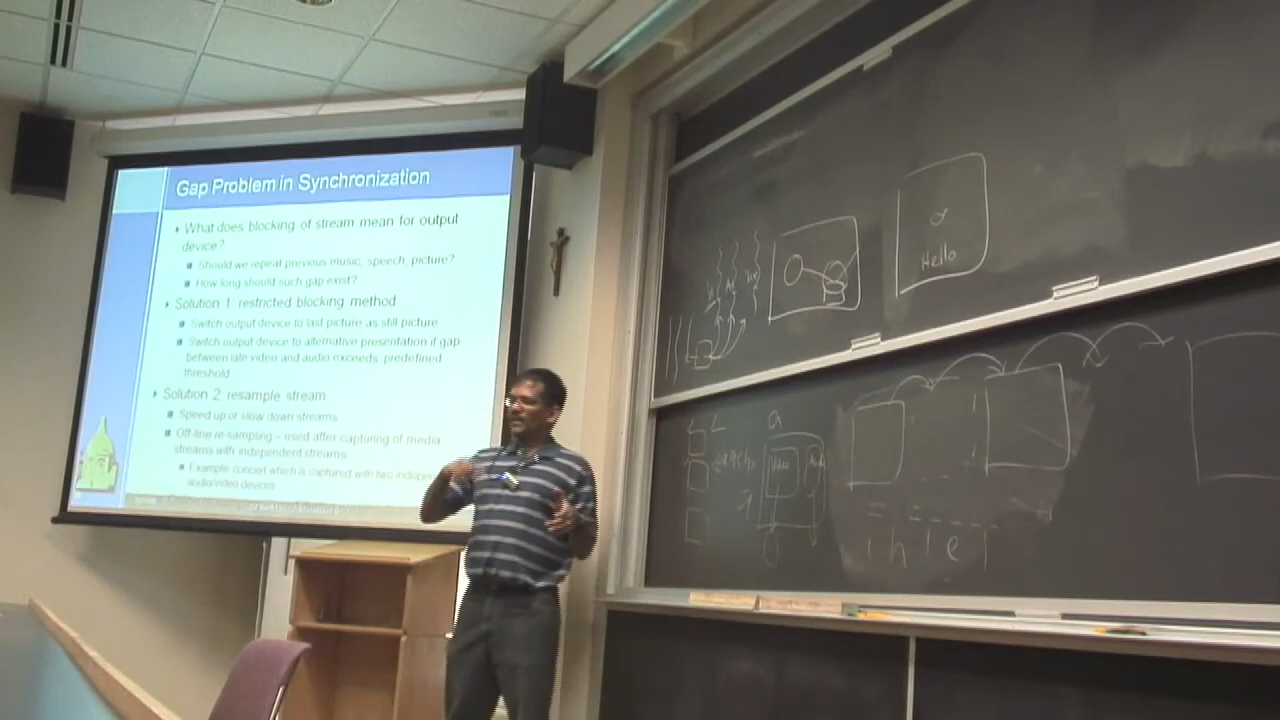 Gap Problem in Synchronization
What does blocking of stream mean for output
device?
Should we repeat previous music, speech, picture?
How long should such gap exist?
Solution 1: restricted blocking method
Switch output device to last picture as still picture
Switch output device to alternative presentation if gap
between late video and audio exceeds predefined
threshold
Solution 2: resample stream
Speed up or slow down streams
Off-line re-sampling – used after capturing of media
streams with independent streams
Example: concert which is captured with two
audio/video devices
Hello
a
Video